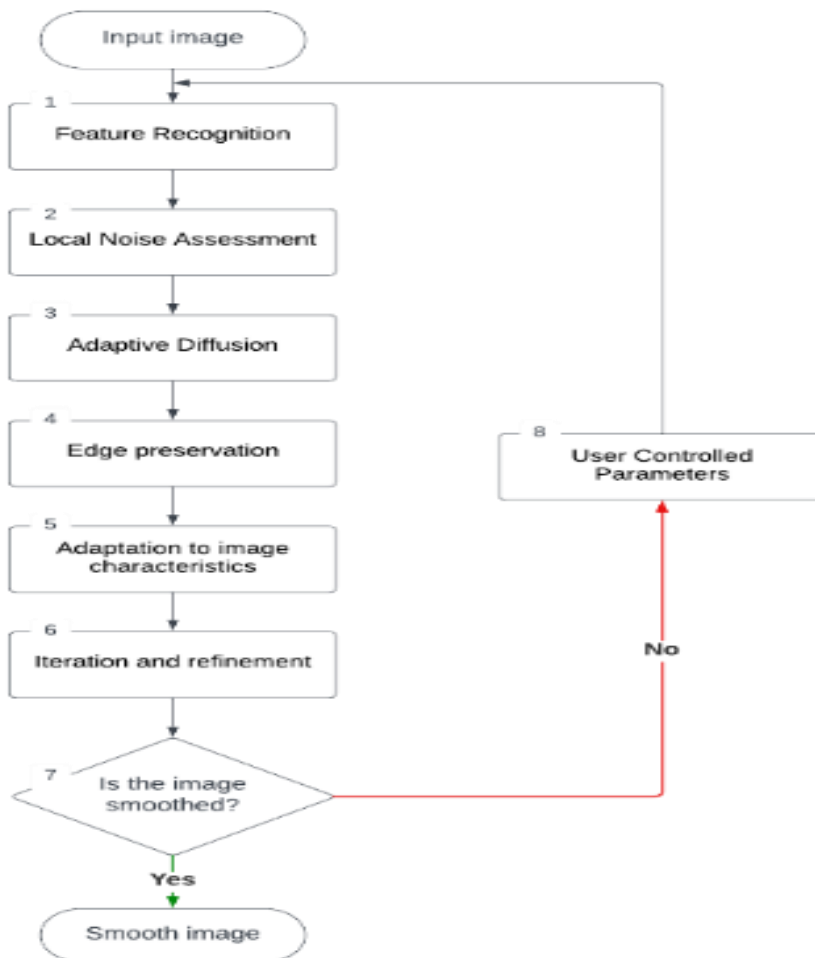 Input image
1
Feature Recognition
2
Local Noise Assessment
3
Adaptive Diffusion
4
Edge preservation
5
Adaptation to image
characteristics
6
Iteration and refinement
7
Is the image
smoothed?
Yes
Smooth image
No
8
User Controlled
Parameters